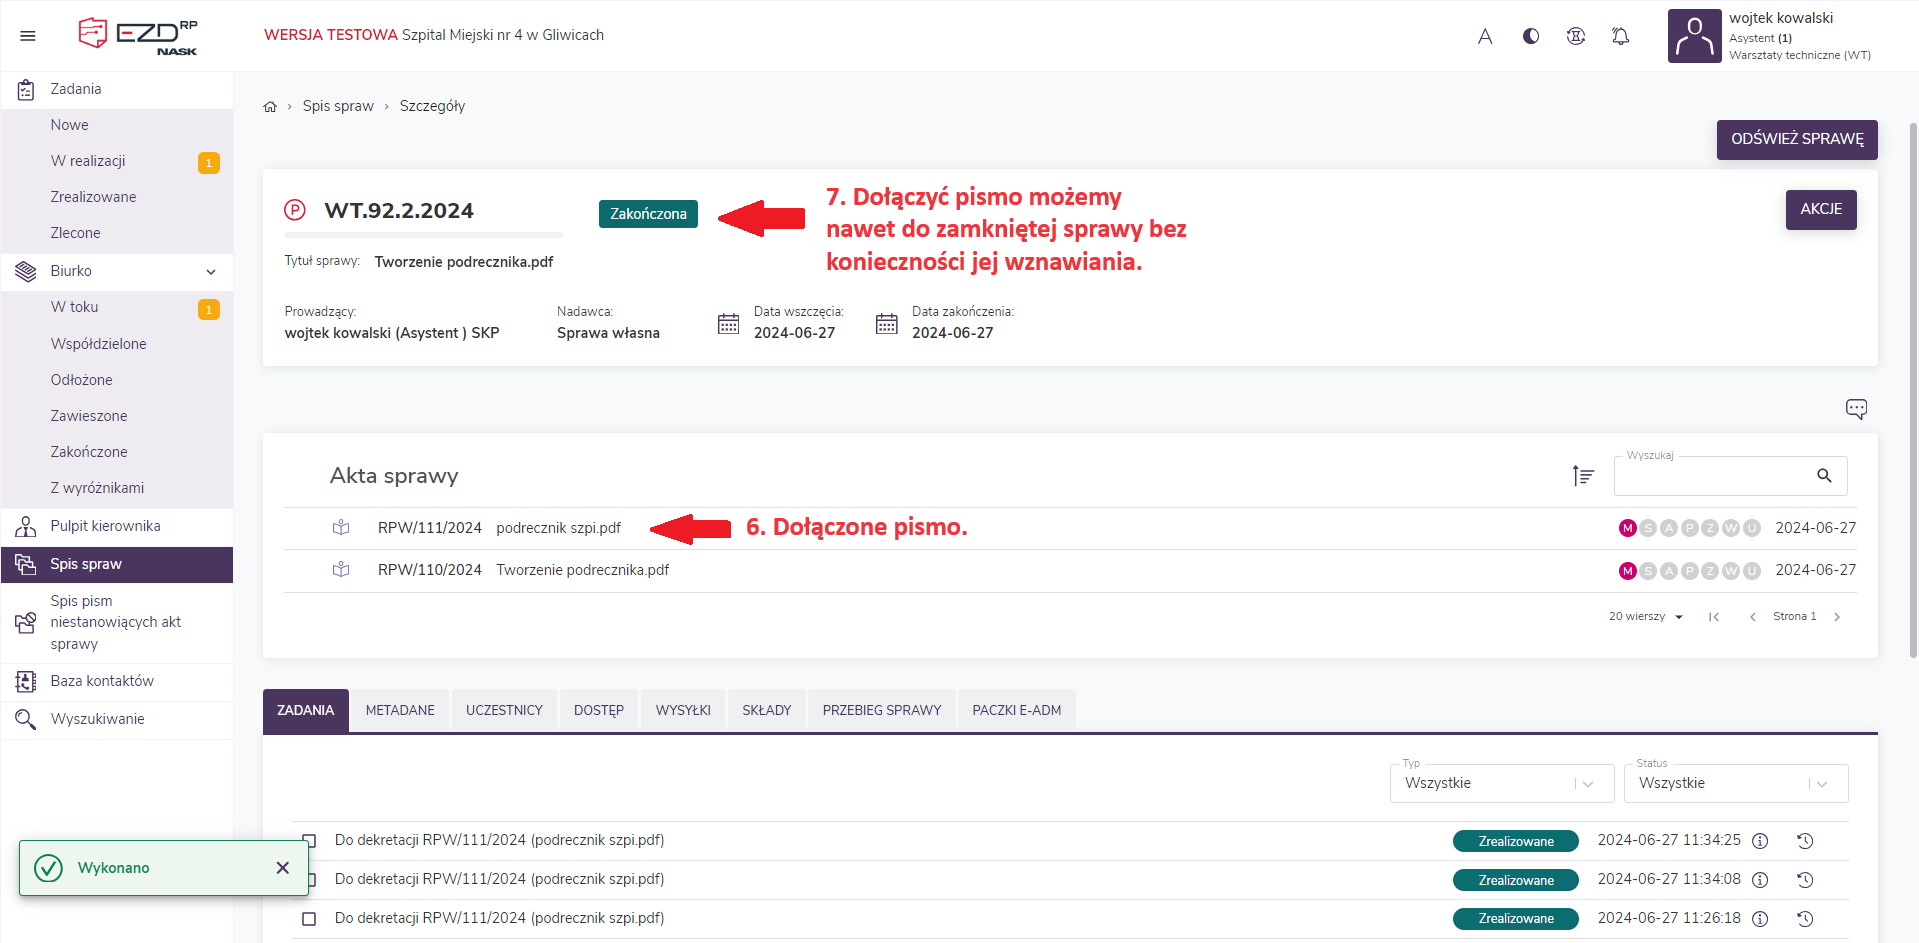 EZD RP
NASK
WERSJA TESTOWA Szpital Miejski nr 4 w Gliwicach
A
wojtek kowalski
Asystent (1)
Warsztaty techniczne (WT)
Zadania
Nowe
W realizacji 1
Zrealizowane
Zlecone
Biurko
W toku 1
Współdzielone
Odłożone
Zawieszone
Zakończone
Z wyróżnikami
Pulpit kierownika
Spis spraw
Spis pism
niestanowiących akt
sprawy
Baza kontaktów
Wyszukiwanie
Spis spraw › Szczegóły
ODŚWIEŻ SPRAWĘ
P WT.92.2.2024
Zakończona
7. Dołączyć pismo możemy
nawet do zamkniętej sprawy bez
konieczności jej wznawiania.
AKCJE
Tytuł sprawy: Tworzenie podrecznika.pdf
Prowadzący:
wojtek kowalski (Asystent ) SKP
Nadawca:
Sprawa własna
Data wszczęcia:
2024-06-27
Data zakończenia:
2024-06-27
Akta sprawy
Wyszukaj
RPW/111/2024 podrecznik szpi.pdf
6. Dołączone pismo.
M S A P Z W U 2024-06-27
RPW/110/2024 Tworzenie podrecznika.pdf
M S A P Z W U 2024-06-27
20 wierszy Strona 1
ZADANIA METADANE UCZESTNICY DOSTĘP WYSYŁKI SKŁADY PRZEBIEG SPRAWY PACZKI E-ADM
Typ
Wszystkie
Status
Wszystkie
Do dekretacji RPW/111/2024 (podrecznik szpi.pdf) Zrealizowane 2024-06-27 11:34:25
Do dekretacji RPW/111/2024 (podrecznik szpi.pdf) Zrealizowane 2024-06-27 11:34:08
Do dekretacji RPW/111/2024 (podrecznik szpi.pdf) Zrealizowane 2024-06-27 11:26:18
Wykonano